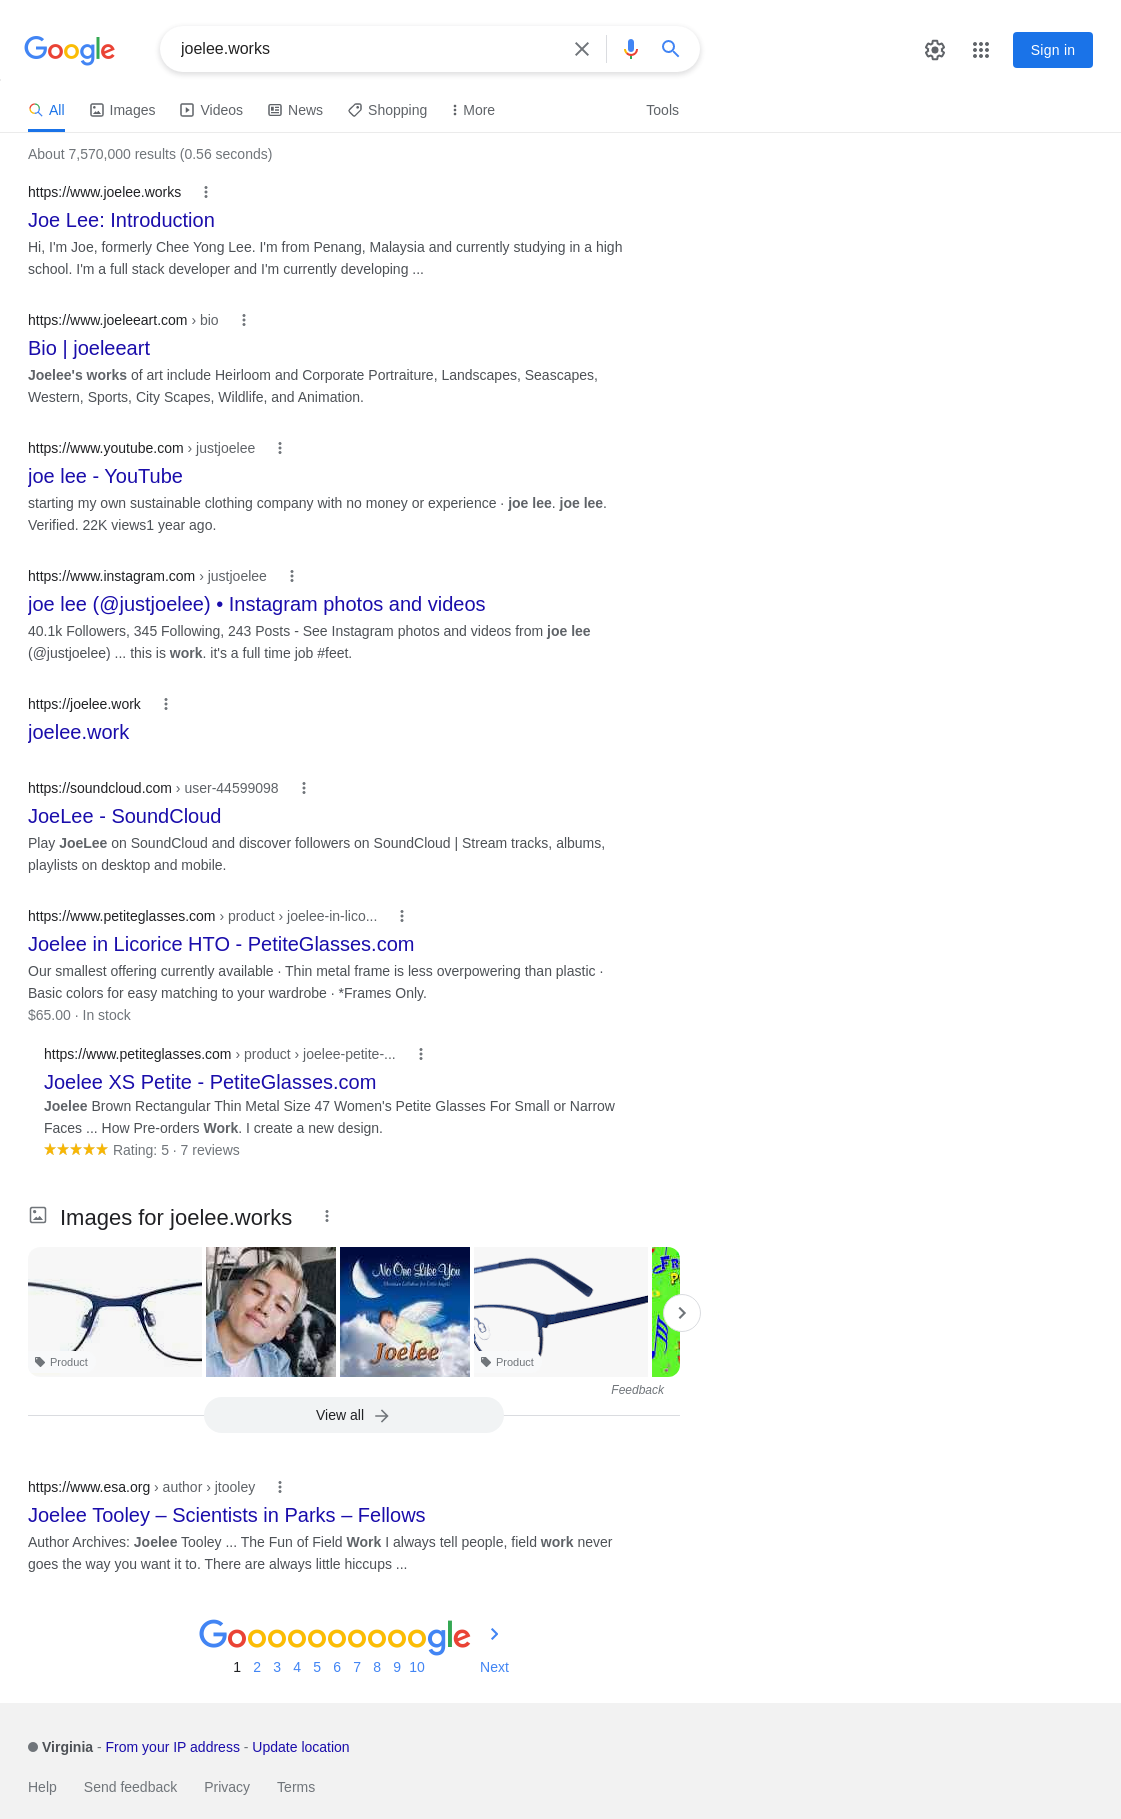 Google
joelee.works
Sign in
All
Images
Videos
News
Shopping
More
Tools
About 7,570,000 results (0.56 seconds)
https://www.joelee.works
Joe Lee: Introduction
Hi, I'm Joe, formerly Chee Yong Lee. I'm from Penang, Malaysia and currently studying in a high
school. I'm a full stack developer and I'm currently developing ...
https://www.joeleeart.com › bio
Bio | joeleeart
Joelee's works of art include Heirloom and Corporate Portraiture, Landscapes, Seascapes,
Western, Sports, City Scapes, Wildlife, and Animation.
https://www.youtube.com › justjoelee
joe lee - YouTube
starting my own sustainable clothing company with no money or experience · joe lee. joe lee.
Verified. 22K views1 year ago.
https://www.instagram.com › justjoelee
joe lee (@justjoelee) • Instagram photos and videos
40.1k Followers, 345 Following, 243 Posts - See Instagram photos and videos from joe lee
(@justjoelee) ... this is work. it's a full time job #feet.
https://joelee.work
joelee.work
https://soundcloud.com › user-44599098
JoeLee - SoundCloud
Play JoeLee on SoundCloud and discover followers on SoundCloud | Stream tracks, albums,
playlists on desktop and mobile.
https://www.petiteglasses.com › product › joelee-in-lico...
Joelee in Licorice HTO - PetiteGlasses.com
Our smallest offering currently available · Thin metal frame is less overpowering than plastic ·
Basic colors for easy matching to your wardrobe · *Frames Only.
$65.00 · In stock
https://www.petiteglasses.com › product › joelee-petite-...
Joelee XS Petite - PetiteGlasses.com
Joelee Brown Rectangular Thin Metal Size 47 Women's Petite Glasses For Small or Narrow
Faces ... How Pre-orders Work. I create a new design.
Rating: 5 · 7 reviews
Images for joelee.works
No One Like You
Joelee
Product
Product
Feedback
View all
https://www.esa.org › author › jtooley
Joelee Tooley – Scientists in Parks – Fellows
Author Archives: Joelee Tooley ... The Fun of Field Work I always tell people, field work never
goes the way you want it to. There are always little hiccups ...
Goooooooooogle
1 2 3 4 5 6 7 8 9 10 Next
Virginia - From your IP address - Update location
Help Send feedback Privacy Terms